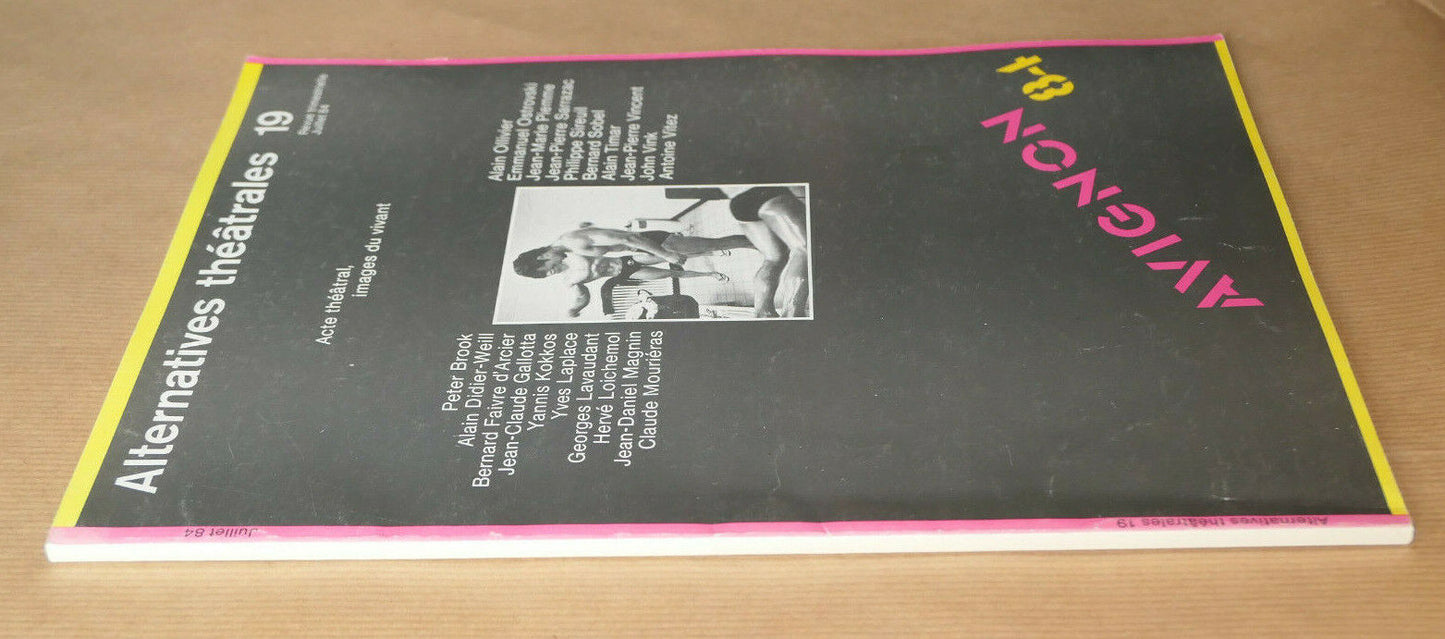 Alternatives théâtrales 19
Revue trimestrielle
Juillet 84
Acte théâtral,
images du vivant
Peter Brook
Alain Didier-Weill
Bernard Faivre d'Arcier
Jean-Claude Gallotta
Yannis Kokkos
Yves Laplace
Georges Lavaudant
Hervé Loichemol
Jean-Daniel Magnin
Claude Mouriéras
Alain Ollivier
Emmanuel Ostrovski
Jean-Marie Piemme
Jean-Pierre Sarrazac
Philippe Sireuil
Bernard Sobel
Alain Timar
Jean-Pierre Vincent
John Vink
Antoine Vitez
AVIGNON 84
Juillet 84
Alternatives théâtrales 19